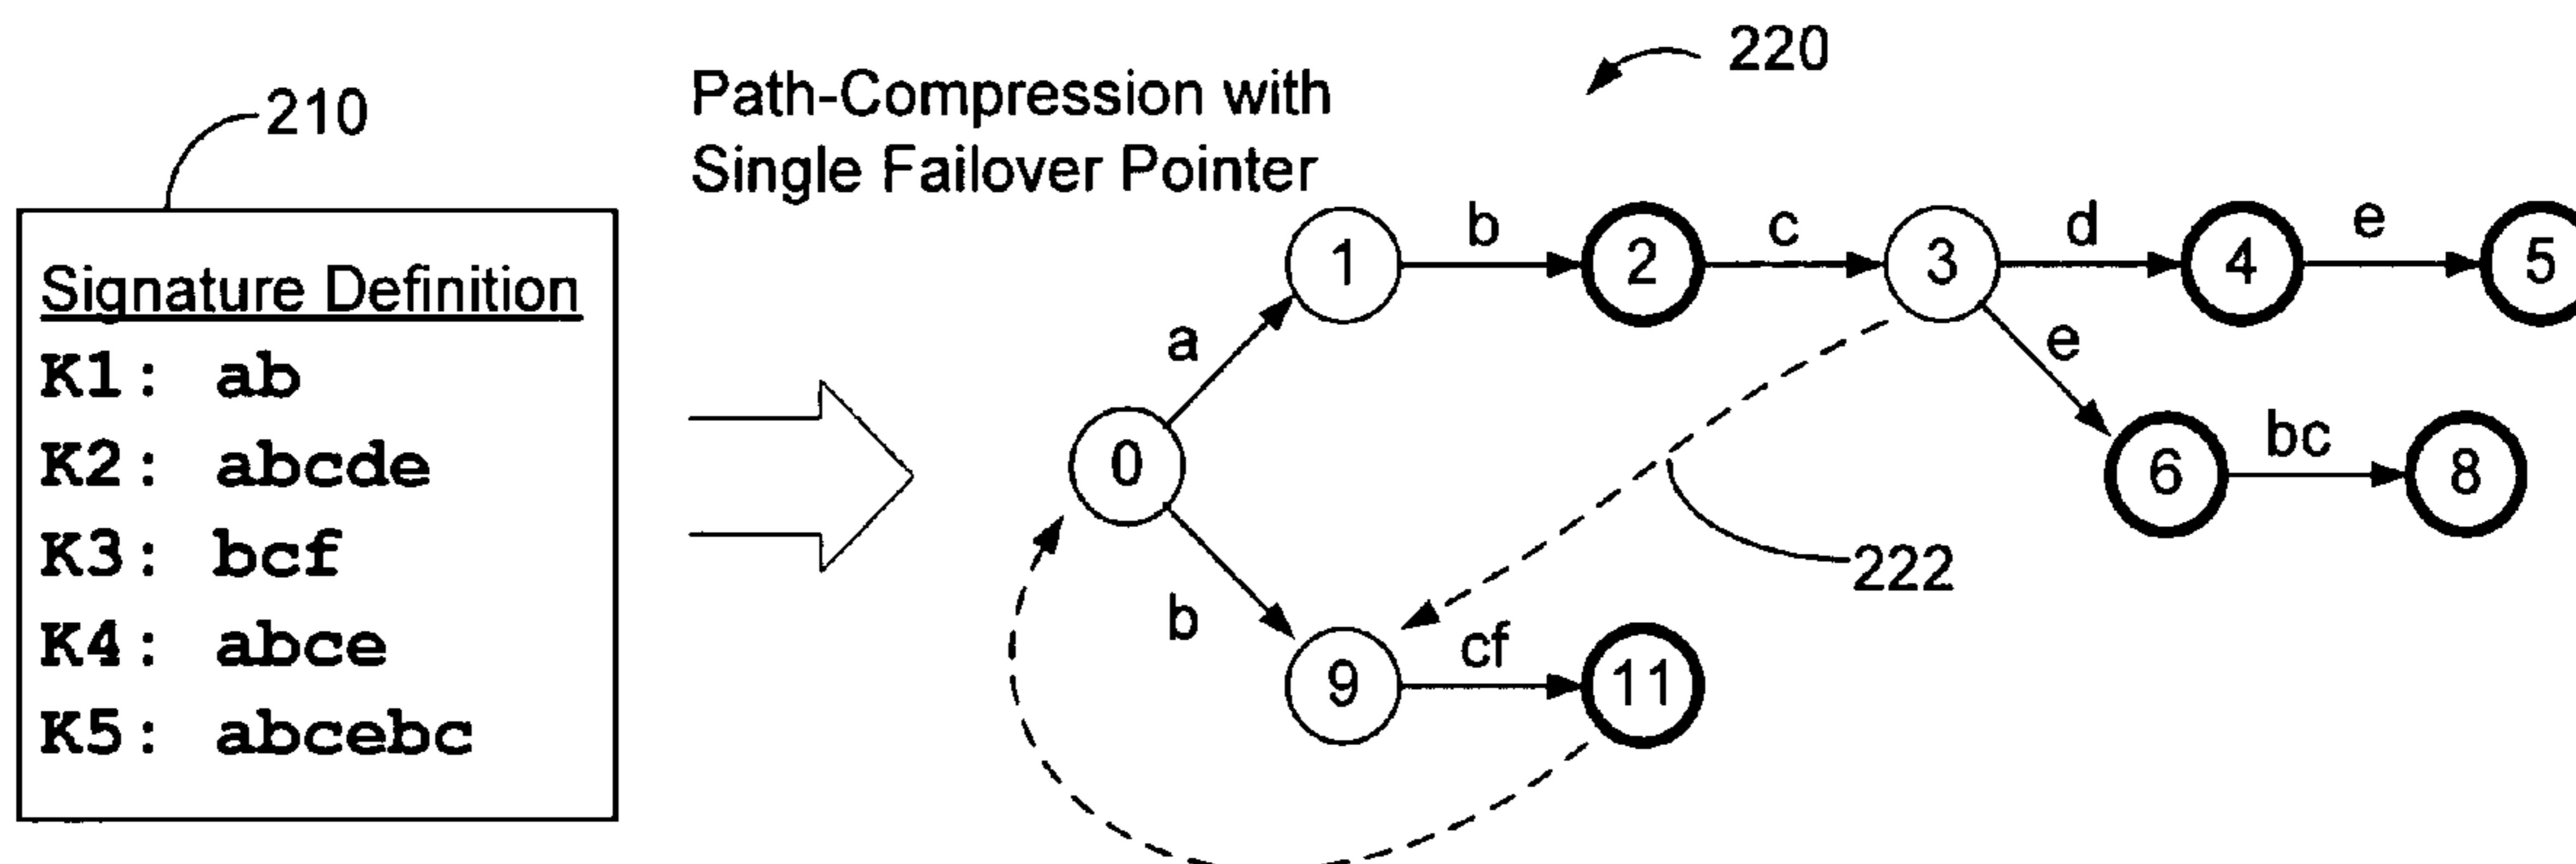 220
210
Path-Compression with
Single Failover Pointer
Signature Definition
K1: ab
K2: abcde
K3: bcf
K4: abce
K5: abcebc
1 b 2 c 3 d 4 e 5
a
e
0
6 bc 8
222
b
9 cf 11